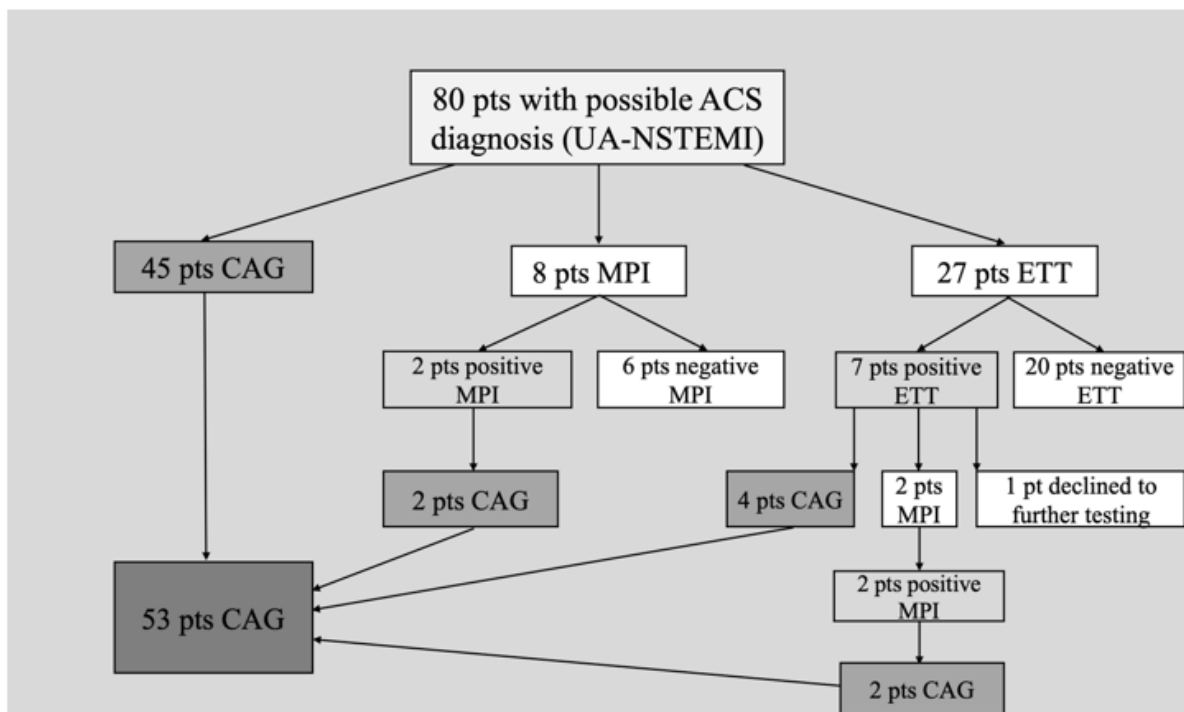 80 pts with possible ACS
diagnosis (UA-NSTEMI)
45 pts CAG
8 pts MPI
27 pts ETT
2 pts positive
MPI
6 pts negative
MPI
7 pts positive
ETT
20 pts negative
ETT
2 pts CAG
4 pts CAG
2 pts
MPI
1 pt declined to
further testing
53 pts CAG
2 pts positive
MPI
2 pts CAG